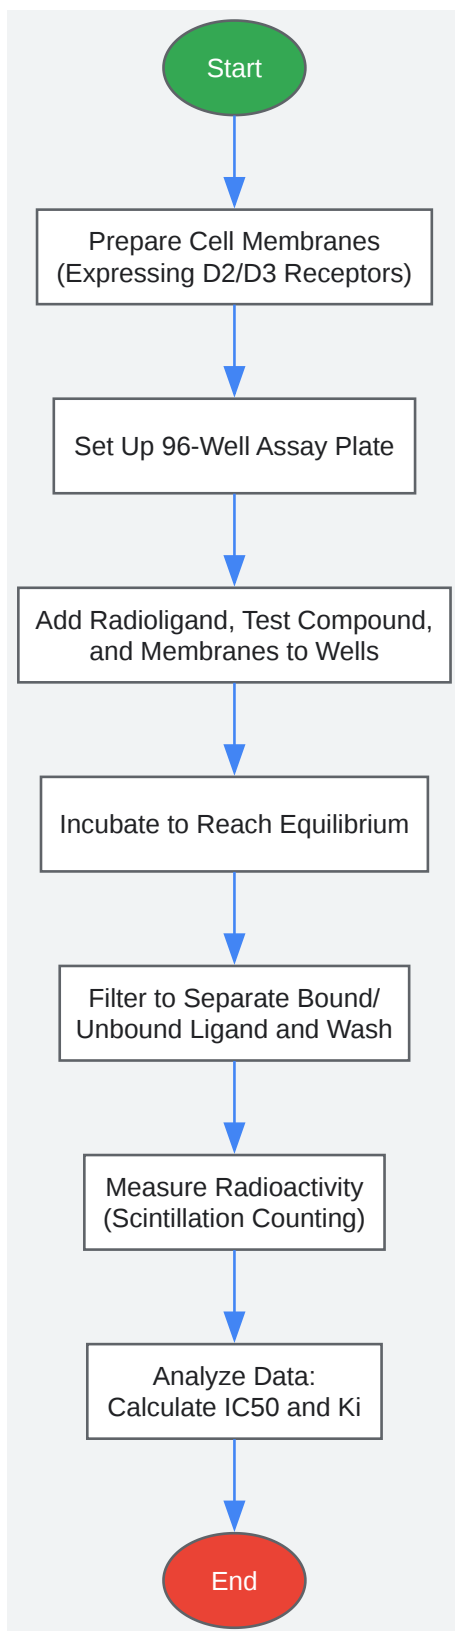 Start
Prepare Cell Membranes
(Expressing D2/D3 Receptors)
Set Up 96-Well Assay Plate
Add Radioligand, Test Compound,
and Membranes to Wells
Incubate to Reach Equilibrium
Filter to Separate Bound/
Unbound Ligand and Wash
Measure Radioactivity
(Scintillation Counting)
Analyze Data:
Calculate IC50 and Ki
End